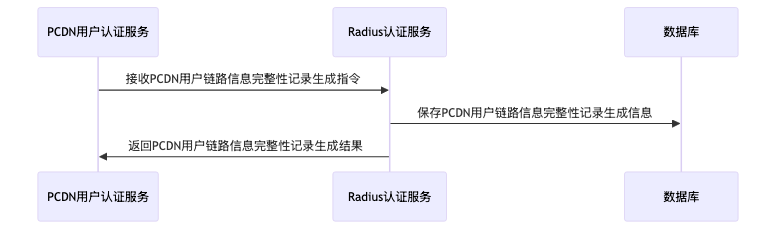 PCDN用户认证服务
Radius认证服务
数据库
接收PCDN用户链路信息完整性记录生成指令
保存PCDN用户链路信息完整性记录生成信息
返回PCDN用户链路信息完整性记录生成结果
PCDN用户认证服务
Radius认证服务
数据库